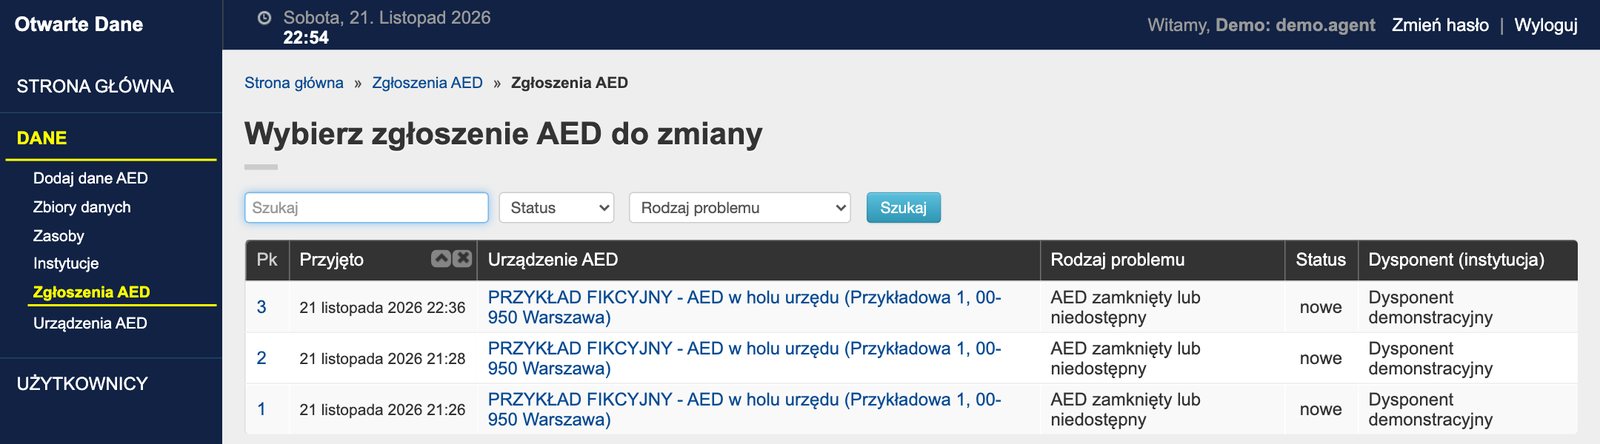 Otwarte Dane
Sobota, 21. Listopad 2026
22:54
Witamy, Demo: demo.agent Zmień hasło | Wyloguj
STRONA GŁÓWNA
DANE
Dodaj dane AED
Zbiory danych
Zasoby
Instytucje
Zgłoszenia AED
Urządzenia AED
UŻYTKOWNICY
Strona główna » Zgłoszenia AED » Zgłoszenia AED
Wybierz zgłoszenie AED do zmiany
Szukaj Status Rodzaj problemu Szukaj
Pk Przyjęto Urządzenie AED Rodzaj problemu Status Dysponent (instytucja)
3 21 listopada 2026 22:36 PRZYKŁAD FIKCYJNY - AED w holu urzędu (Przykładowa 1, 00-
950 Warszawa) AED zamknięty lub
niedostępny nowe Dysponent
demonstracyjny
2 21 listopada 2026 21:28 PRZYKŁAD FIKCYJNY - AED w holu urzędu (Przykładowa 1, 00-
950 Warszawa) AED zamknięty lub
niedostępny nowe Dysponent
demonstracyjny
1 21 listopada 2026 21:26 PRZYKŁAD FIKCYJNY - AED w holu urzędu (Przykładowa 1, 00-
950 Warszawa) AED zamknięty lub
niedostępny nowe Dysponent
demonstracyjny